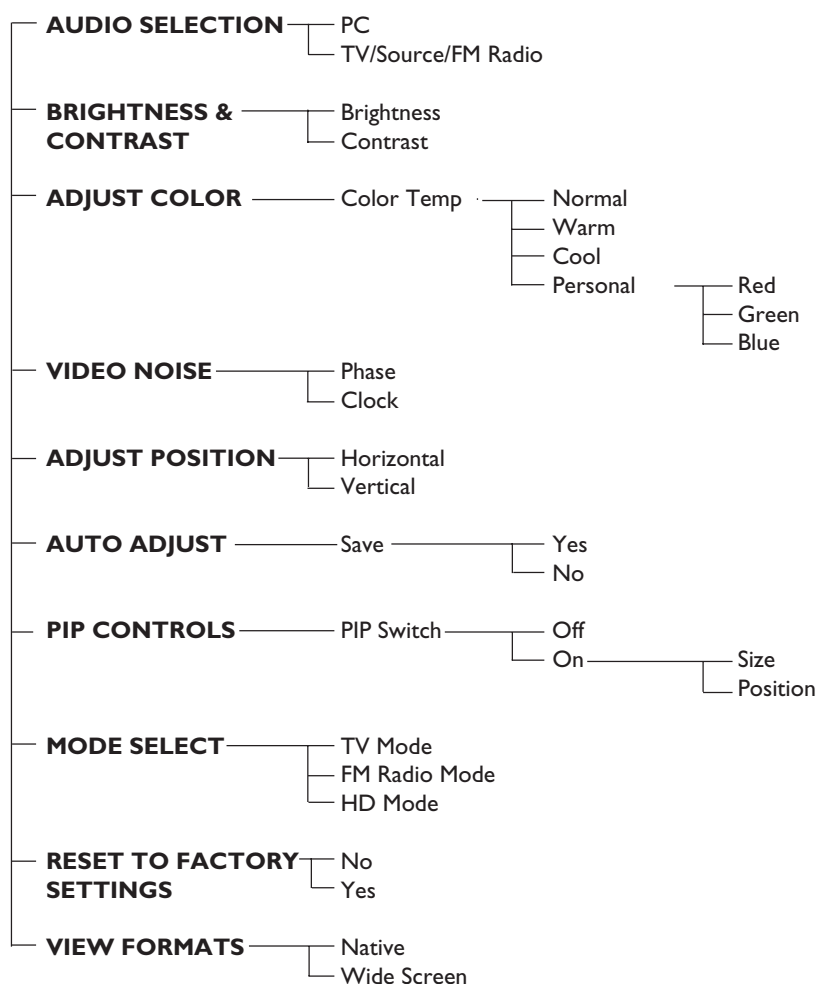 AUDIO SELECTION PC
TV/Source/FM Radio
BRIGHTNESS & Brightness
CONTRAST Contrast
ADJUST COLOR Color Temp Normal
Warm
Cool
Personal Red
Green
Blue
VIDEO NOISE Phase
Clock
ADJUST POSITION Horizontal
Vertical
AUTO ADJUST Save Yes
No
PIP CONTROLS PIP Switch Off
On Size
Position
MODE SELECT TV Mode
FM Radio Mode
HD Mode
RESET TO FACTORY No
SETTINGS Yes
VIEW FORMATS Native
Wide Screen